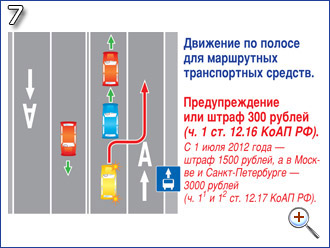 7
Движение по полосе
для маршрутных
транспортных средств.
Предупреждение
или штраф 300 рублей
(ч. 1 ст. 12.16 КоАП РФ).
С 1 июля 2012 года —
штраф 1500 рублей, а в Моск-
ве и Санкт-Петербурге —
3000 рублей
(ч. 1¹ и 1² ст. 12.17 КоАП РФ).
А
А